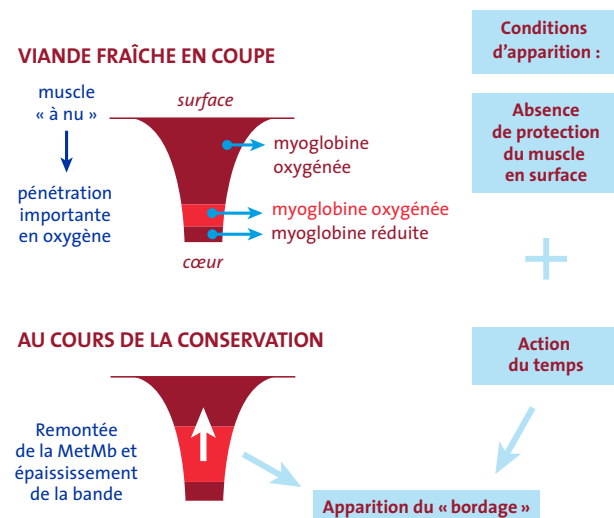 VIANDE FRAÎCHE EN COUPE
muscle
« à nu »
pénétration
importante
en oxygène
surface
myoglobine
oxygénée
myoglobine oxygénée
myoglobine réduite
cœur
Conditions
d’apparition :
Absence
de protection
du muscle
en surface
+
AU COURS DE LA CONSERVATION
Remontée
de la MetMb et
épaississement
de la bande
Action
du temps
Apparition du « bordage »